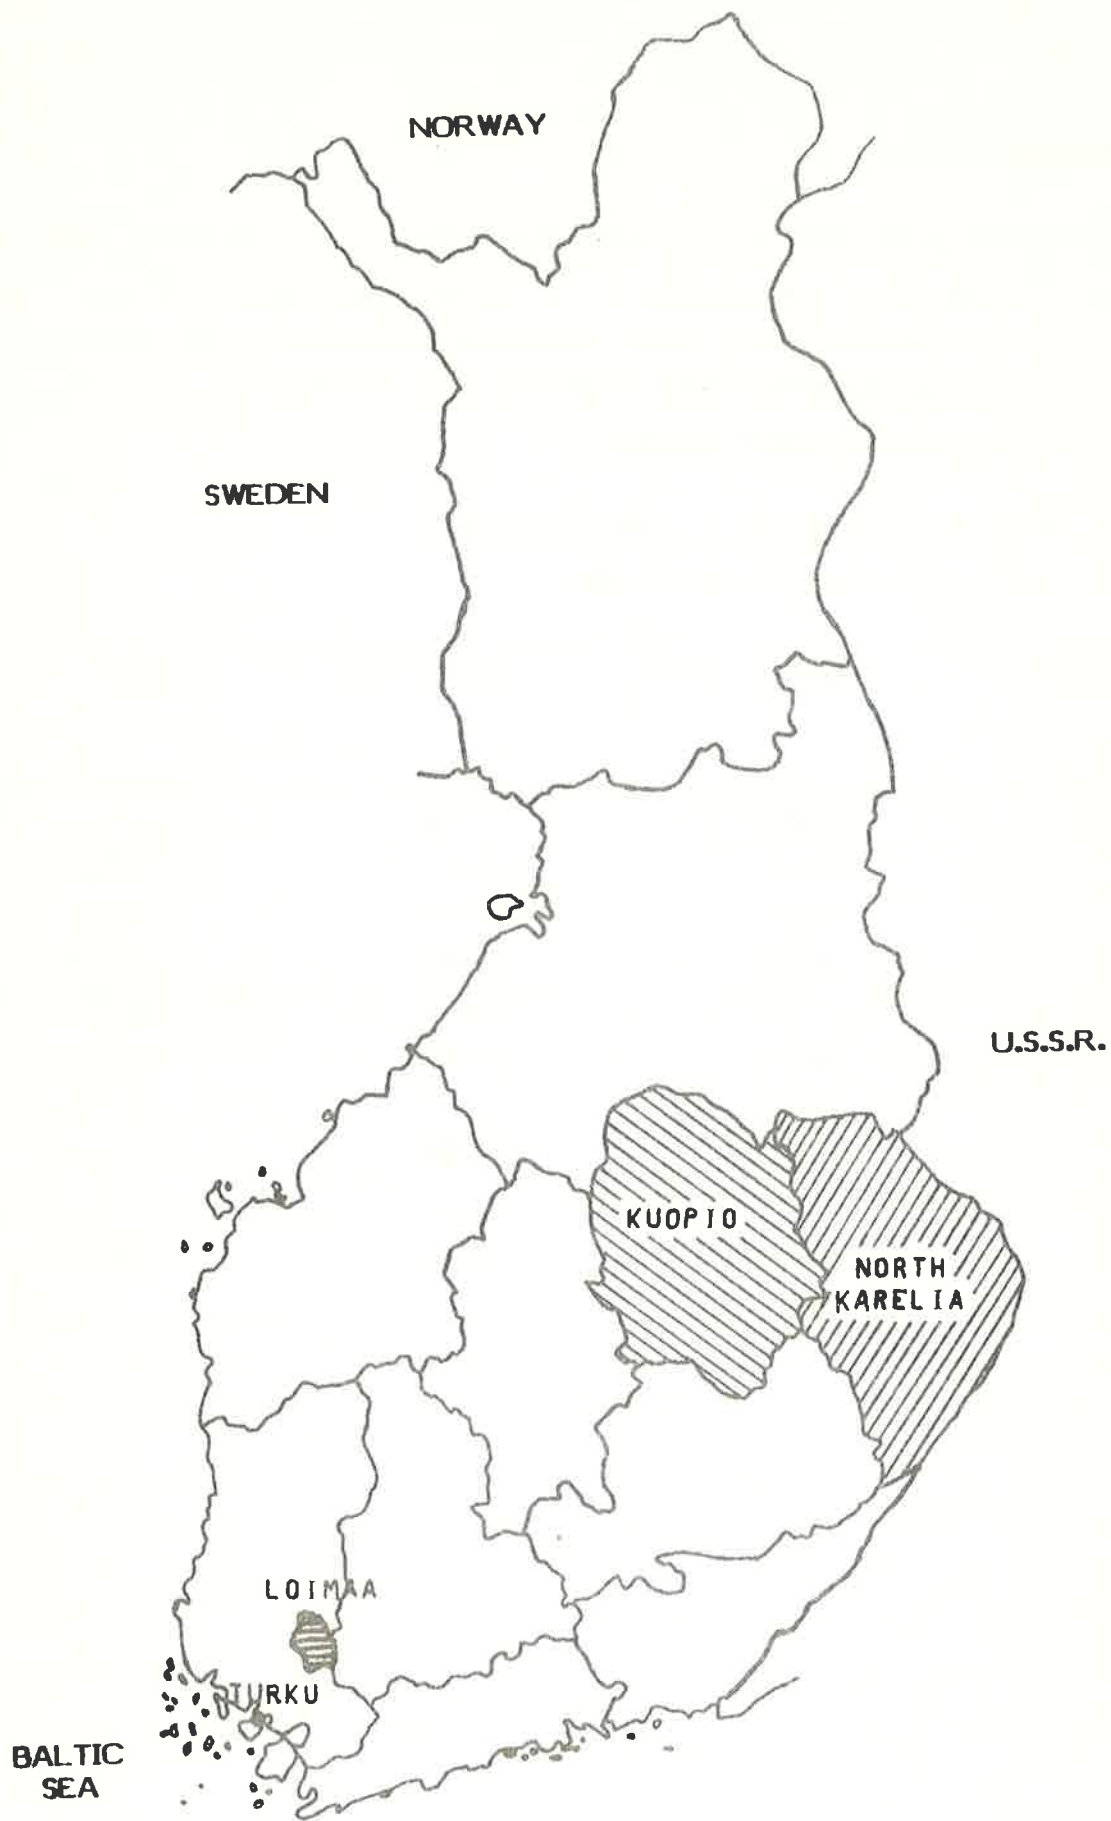 NORWAY
SWEDEN
U.S.S.R.
KUOPIO
NORTH
KARELIA
LOIMAA
TURKU
BALTIC
SEA